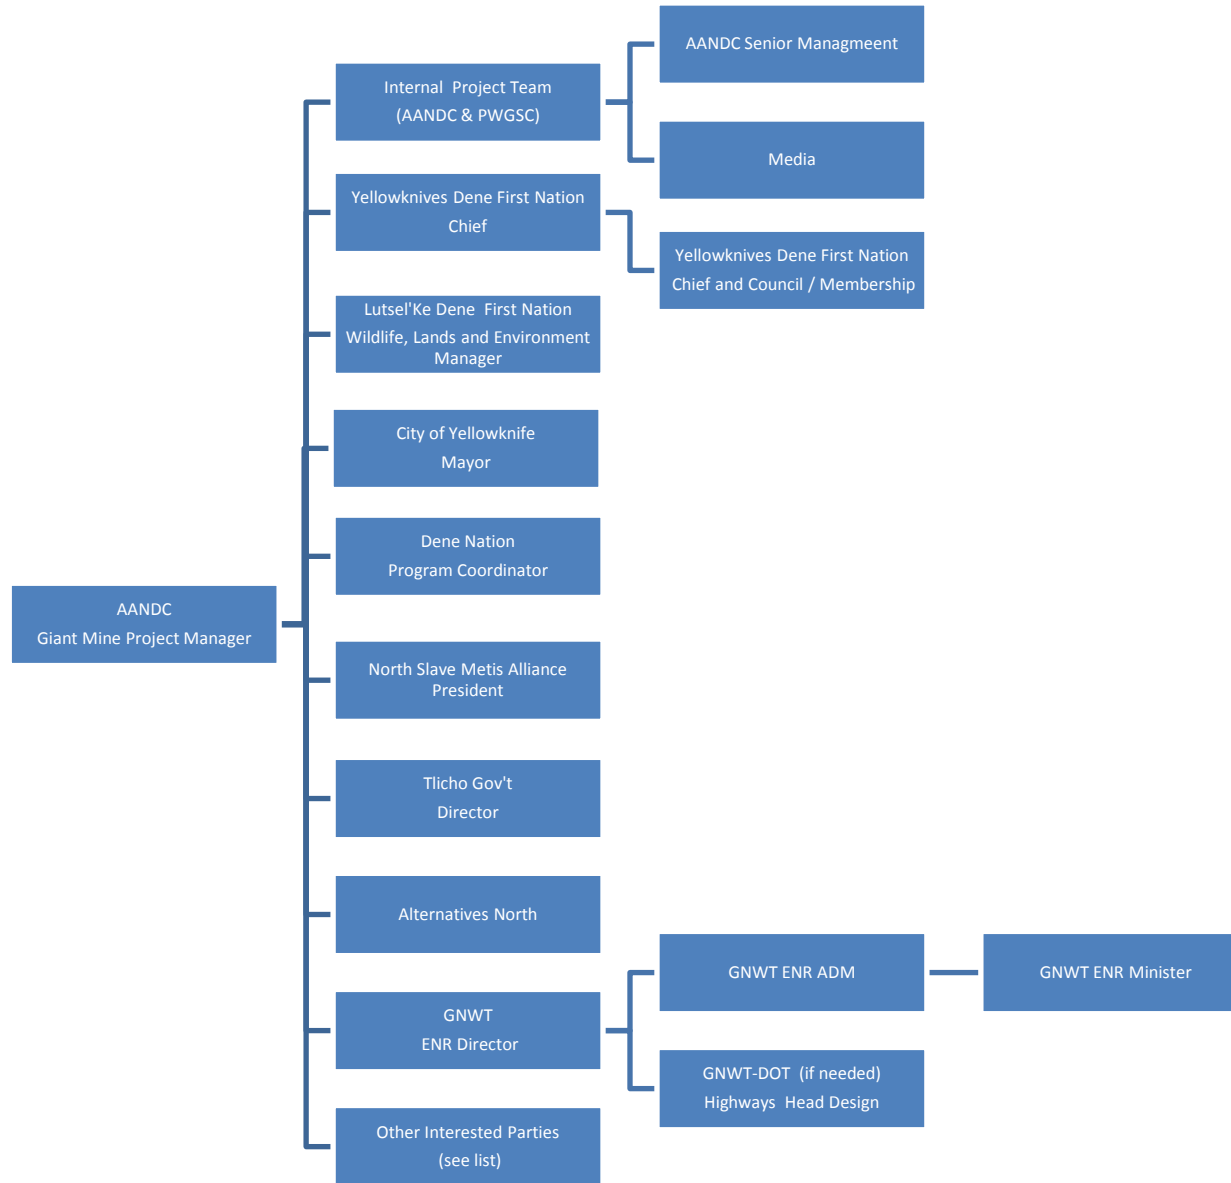 AANDC Senior Managmeent
Internal Project Team
(AANDC & PWGSC)
Media
Yellowknives Dene First Nation
Chief
Yellowknives Dene First Nation
Chief and Council / Membership
Lutsel'Ke Dene First Nation
Wildlife, Lands and Environment
Manager
City of Yellowknife
Mayor
Dene Nation
Program Coordinator
AANDC
Giant Mine Project Manager
North Slave Metis Alliance
President
Tlicho Gov't
Director
Alternatives North
GNWT ENR ADM
GNWT ENR Minister
GNWT
ENR Director
GNWT-DOT (if needed)
Highways Head Design
Other Interested Parties
(see list)